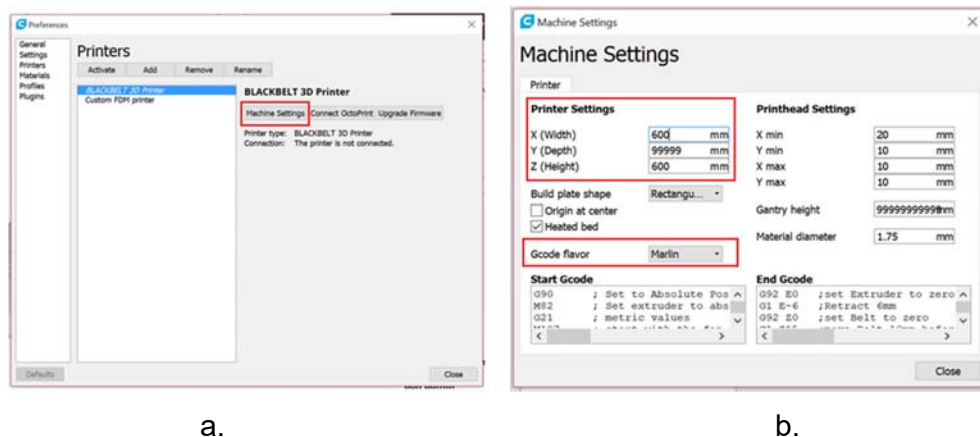 Preferences
General
Settings
Printers
Materials
Profiles
Plugins
Printers
Activate Add Remove Rename
BLACKBELT 3D Printer
Custom FDM printer
BLACKBELT 3D Printer
Machine Settings Connect OctoPrint Upgrade Firmware
Printer type: BLACKBELT 3D Printer
Connection: The printer is not connected.
Defaults
Close
a.
Machine Settings
Machine Settings
Printer
Printer Settings
X (Width) 600 mm
Y (Depth) 99999 mm
Z (Height) 600 mm
Build plate shape Rectangu...
Origin at center
Heated bed
Gcode flavor Marlin
Printhead Settings
X min 20 mm
Y min 10 mm
X max 10 mm
Y max 10 mm
Gantry height
Material diameter 1.75 mm
Start Gcode
G90 ; Set to Absolute Pos
M82 ; Set extruder to abs
G21 ; metric values
End Gcode
G92 E0 ;set Extruder to zero
G1 E-6 ;Retract 6mm
G92 Z0 ;set Belt to zero
Close
b.